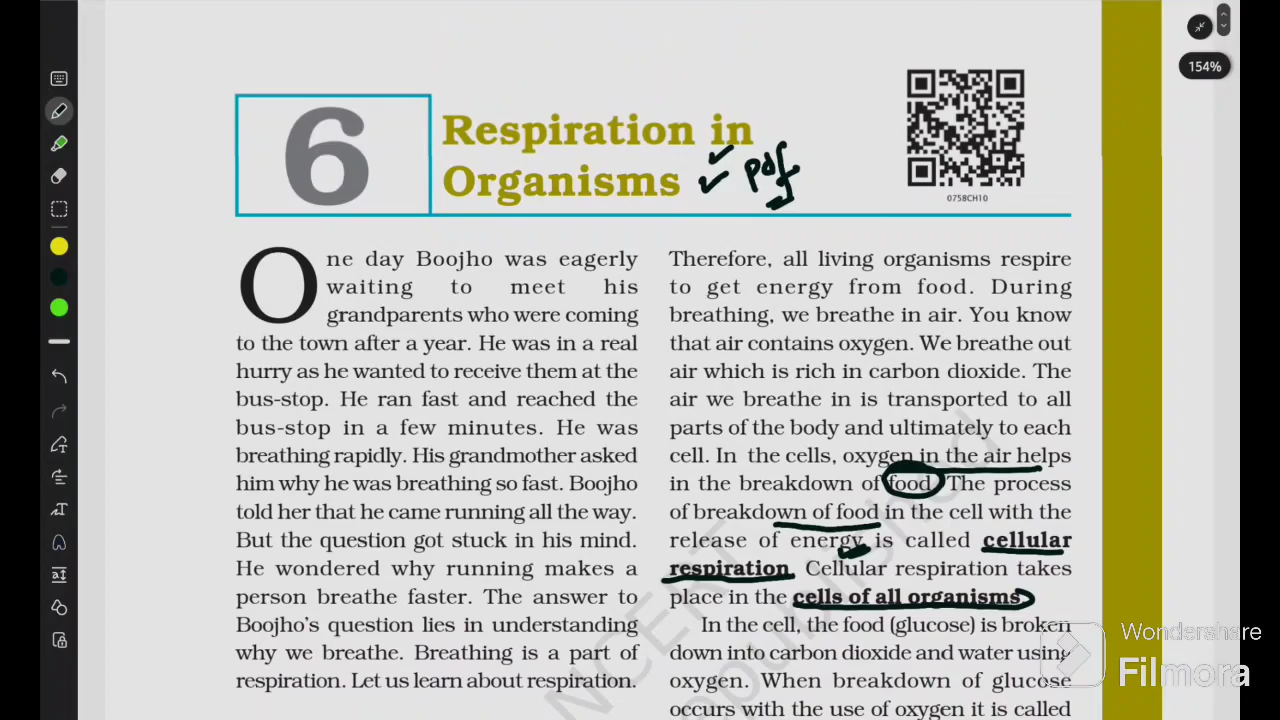 154%
6
Respiration in
Organisms
pdf
0758CH10
One day Boojho was eagerly
waiting to meet his
grandparents who were coming
to the town after a year. He was in a real
hurry as he wanted to receive them at the
bus-stop. He ran fast and reached the
bus-stop in a few minutes. He was
breathing rapidly. His grandmother asked
him why he was breathing so fast. Boojho
told her that he came running all the way.
But the question got stuck in his mind.
He wondered why running makes a
person breathe faster. The answer to
Boojho's question lies in understanding
why we breathe. Breathing is a part of
respiration. Let us learn about respiration.
Therefore, all living organisms respire
to get energy from food. During
breathing, we breathe in air. You know
that air contains oxygen. We breathe out
air which is rich in carbon dioxide. The
air we breathe in is transported to all
parts of the body and ultimately to each
cell. In the cells, oxygen in the air helps
in the breakdown of food. The process
of breakdown of food in the cell with the
release of energy is called cellular
respiration. Cellular respiration takes
place in the cells of all organisms.
In the cell, the food (glucose) is broken
down into carbon dioxide and water using
oxygen. When breakdown of glucose
occurs with the use of oxygen it is called
NCERT
republished
Wondershare
Filmora